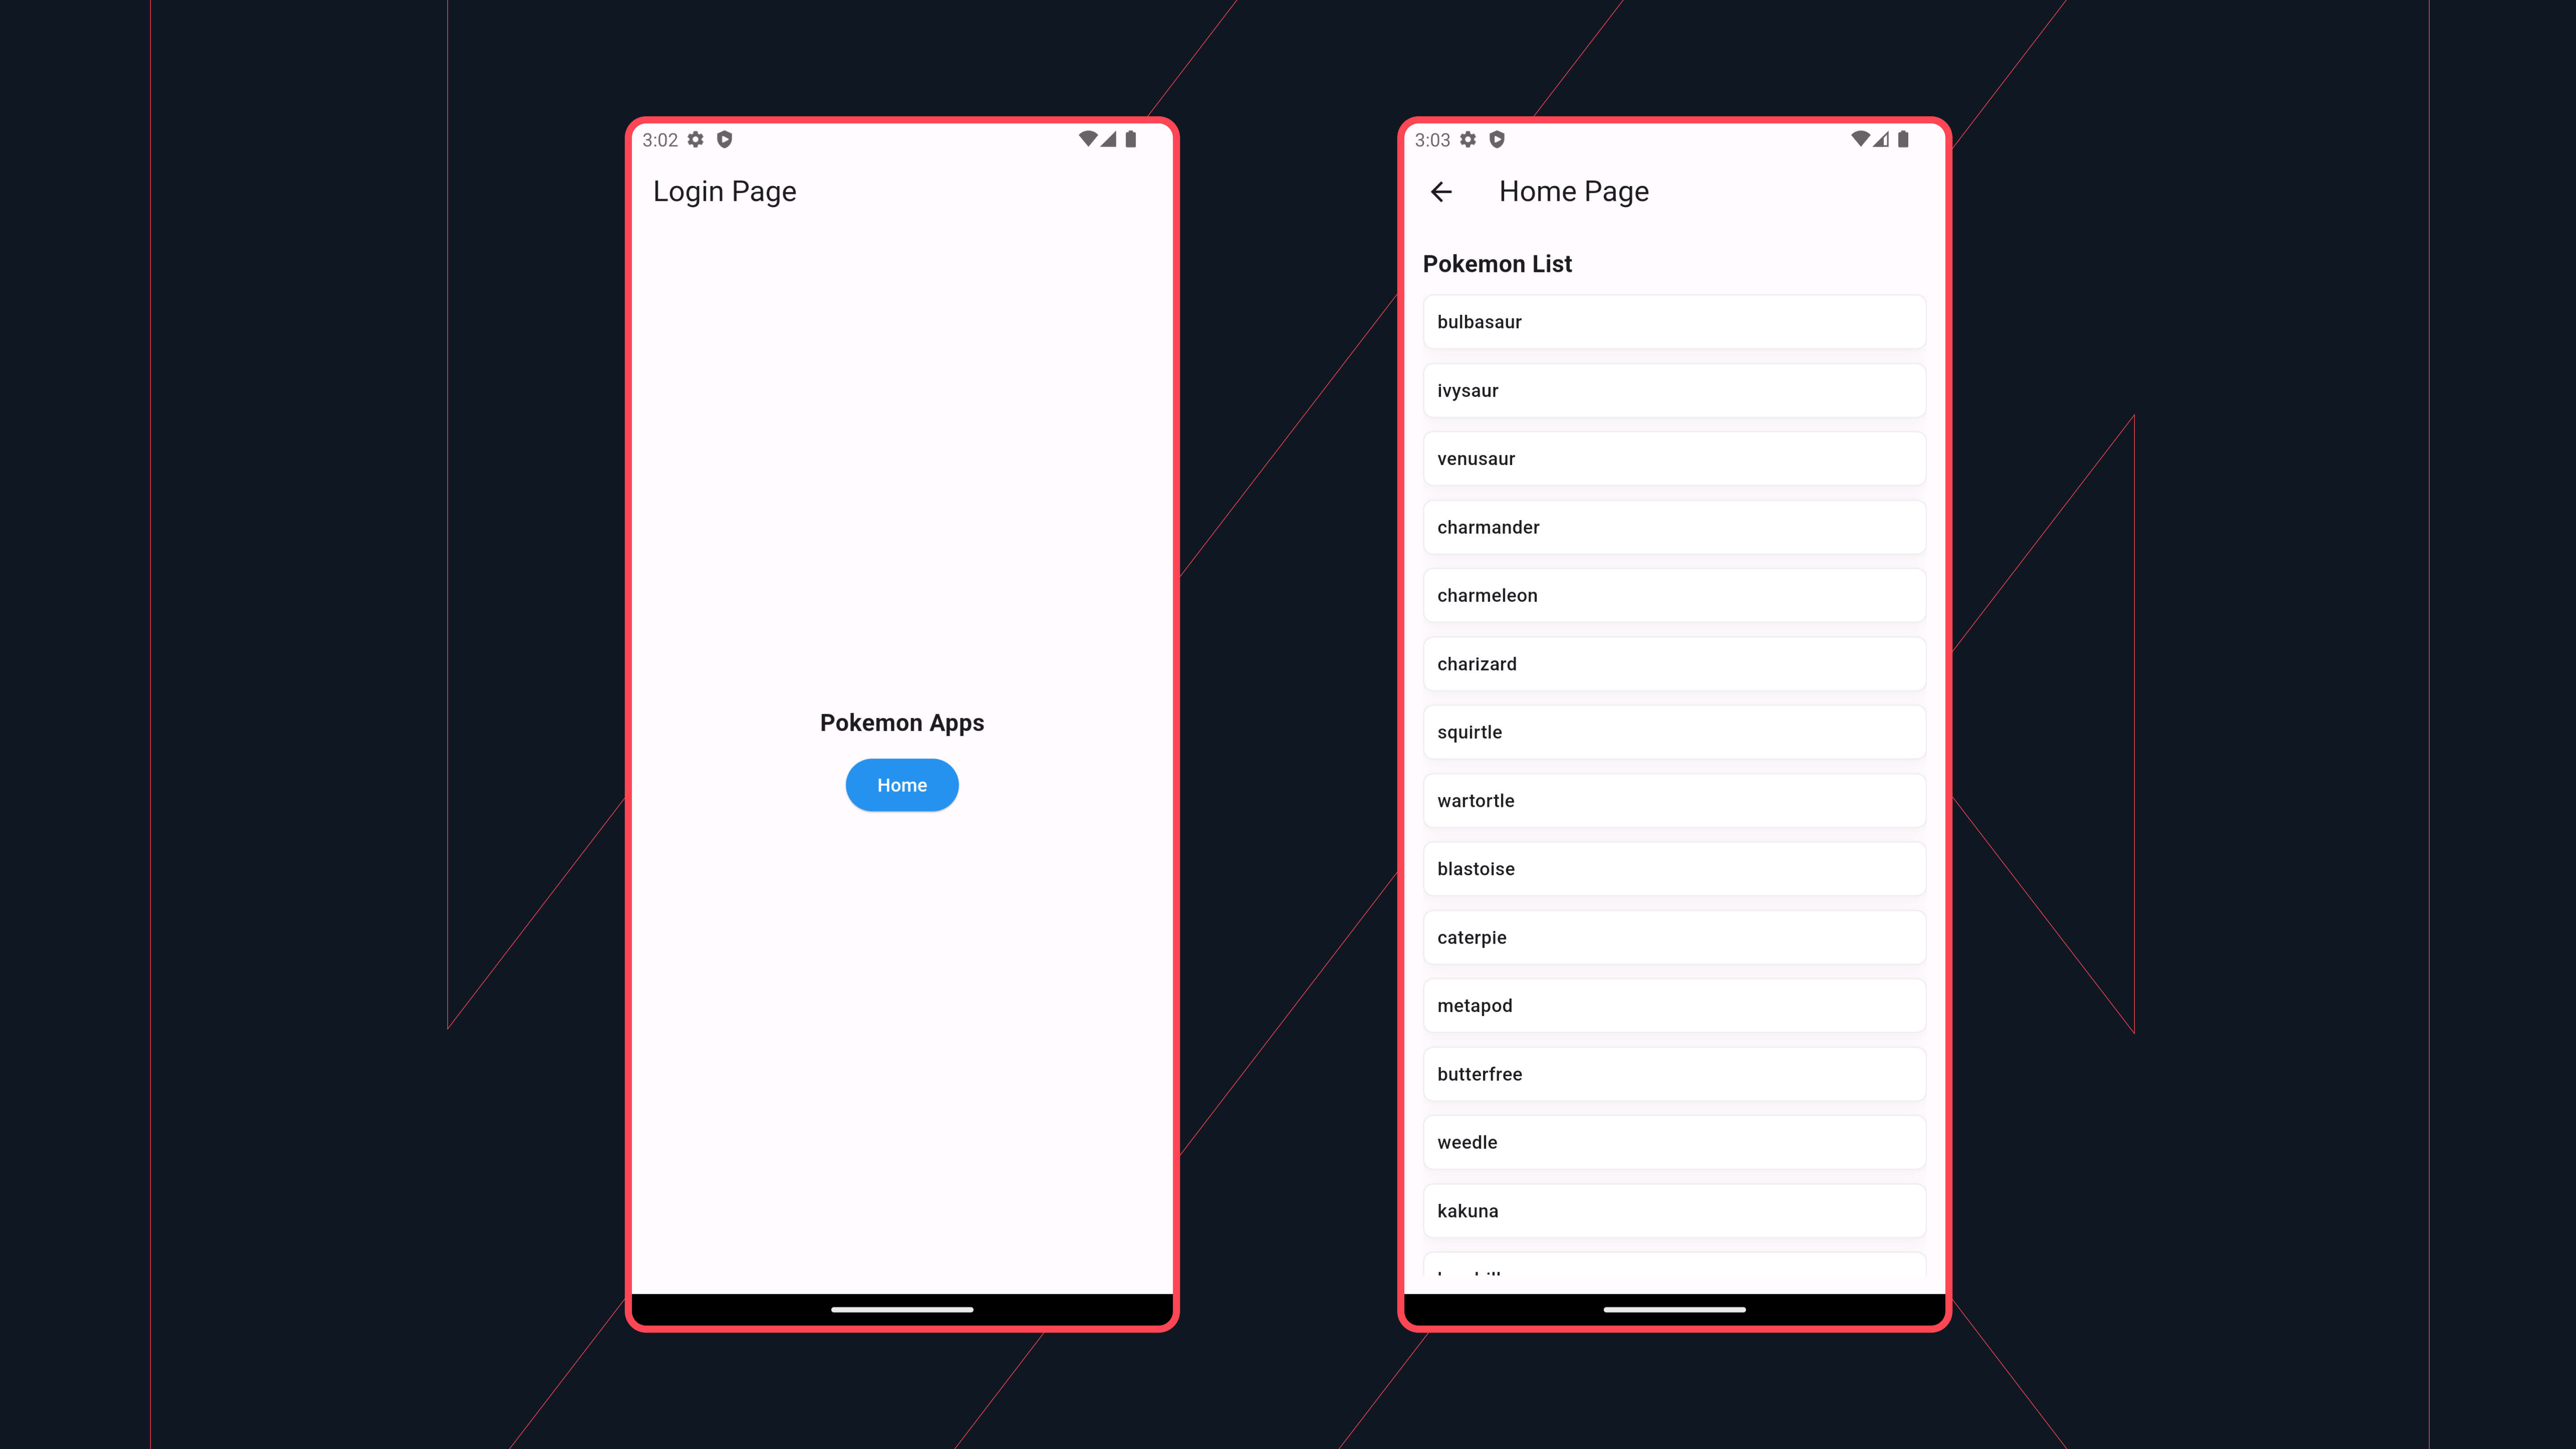 3:02
Login Page
Pokemon Apps
Home
3:03
Home Page
Pokemon List
bulbasaur
ivysaur
venusaur
charmander
charmeleon
charizard
squirtle
wartortle
blastoise
caterpie
metapod
butterfree
weedle
kakuna